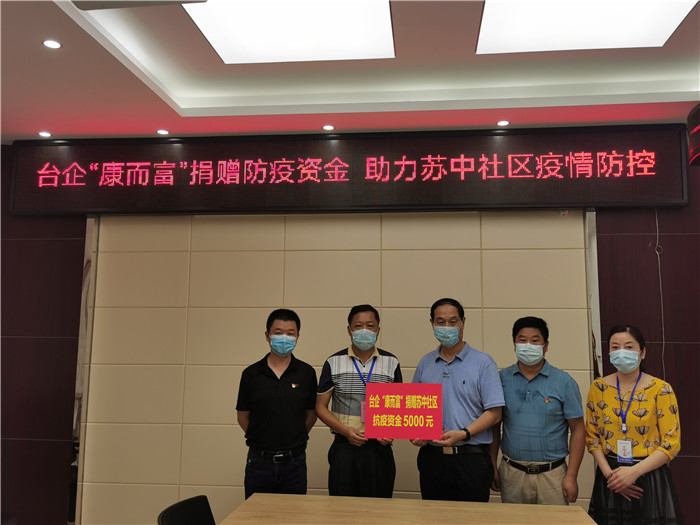 台企“康而富”捐赠防疫资金 助力苏中社区疫情防控
台企“康而富”捐赠苏中社区
抗疫资金5000元